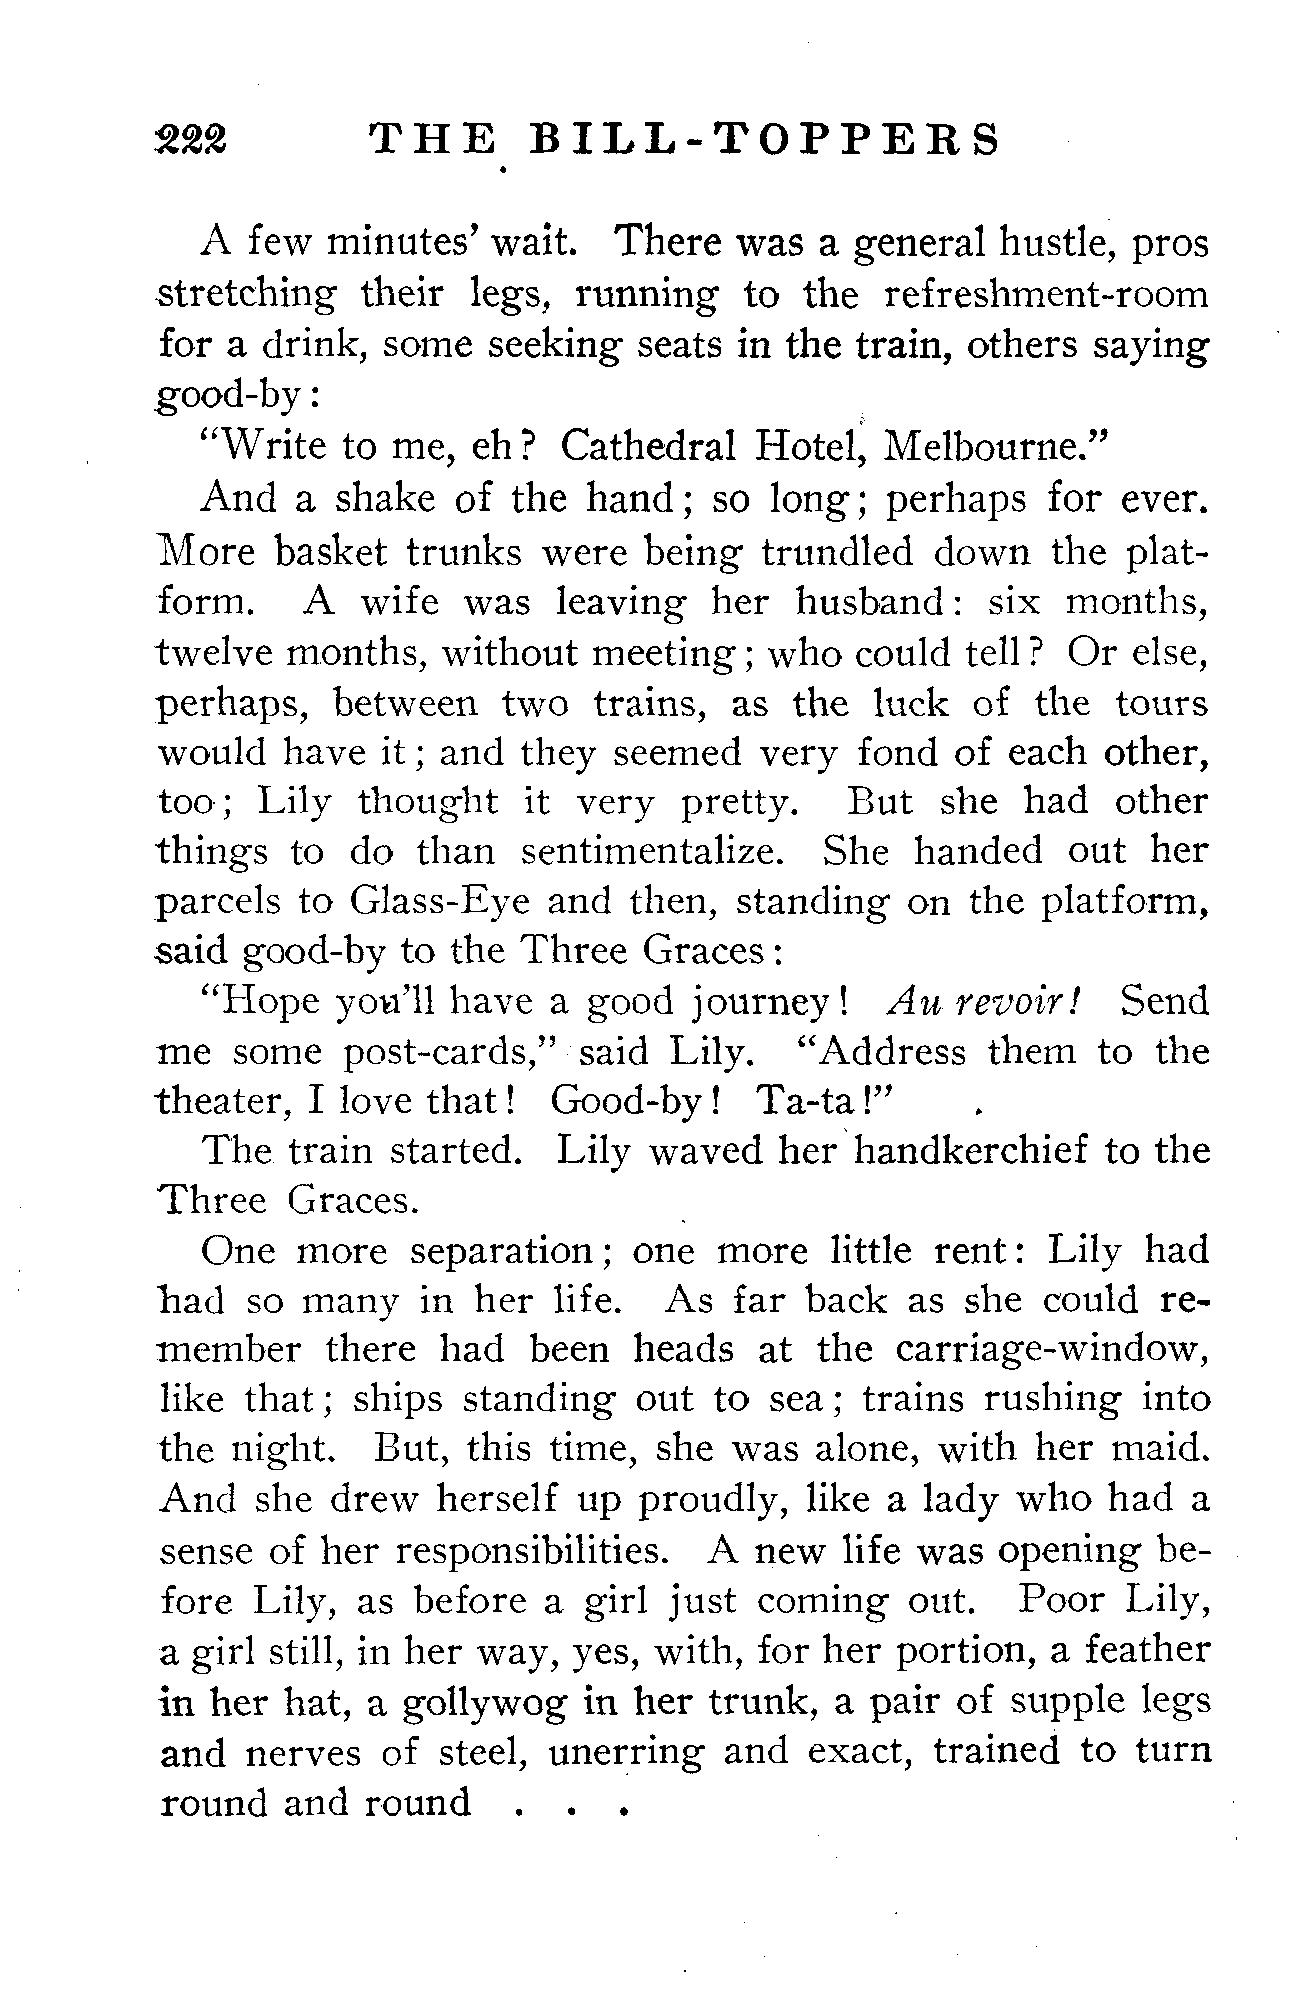 222 THE BILL-TOPPERS
A few minutes' wait. There was a general hustle, pros
stretching their legs, running to the refreshment-room
for a drink, some seeking seats in the train, others saying
good-by:
"Write to me, eh? Cathedral Hotel, Melbourne."
And a shake of the hand; so long; perhaps for ever.
More basket trunks were being trundled down the plat-
form. A wife was leaving her husband: six months,
twelve months, without meeting; who could tell? Or else,
perhaps, between two trains, as the luck of the tours
would have it; and they seemed very fond of each other,
too; Lily thought it very pretty. But she had other
things to do than sentimentalize. She handed out her
parcels to Glass-Eye and then, standing on the platform,
said good-by to the Three Graces:
"Hope you'll have a good journey! Au revoir! Send
me some post-cards," said Lily. "Address them to the
theater, I love that! Good-by! Ta-ta!"
The train started. Lily waved her handkerchief to the
Three Graces.
One more separation; one more little rent: Lily had
had so many in her life. As far back as she could re-
member there had been heads at the carriage-window,
like that; ships standing out to sea; trains rushing into
the night. But, this time, she was alone, with her maid.
And she drew herself up proudly, like a lady who had a
sense of her responsibilities. A new life was opening be-
fore Lily, as before a girl just coming out. Poor Lily,
a girl still, in her way, yes, with, for her portion, a feather
in her hat, a gollywog in her trunk, a pair of supple legs
and nerves of steel, unerring and exact, trained to turn
round and round . . .